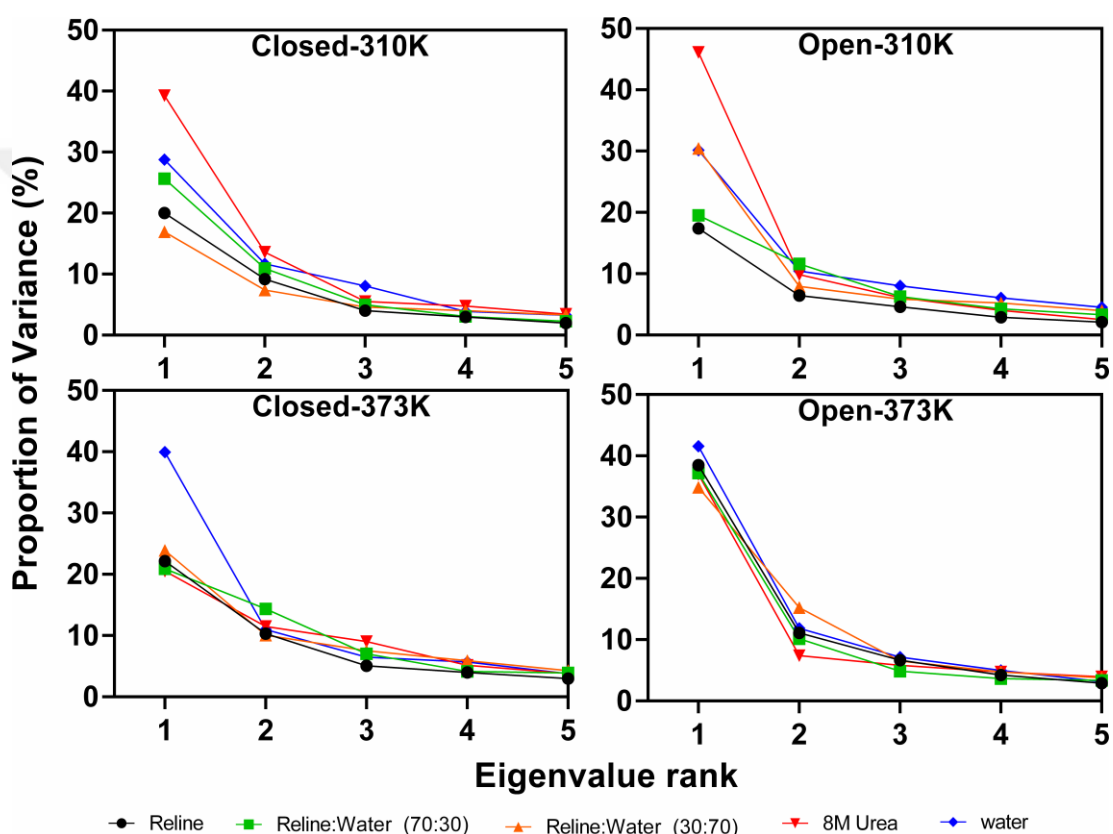 Closed-310K
50
40
30
20
10
0
1 2 3 4 5
Open-310K
50
40
30
20
10
0
1 2 3 4 5
Closed-373K
50
40
30
20
10
0
1 2 3 4 5
Open-373K
50
40
30
20
10
0
1 2 3 4 5
Proportion of Variance (%)
Eigenvalue rank
Reline Reline:Water (70:30) Reline:Water (30:70) 8M Urea water